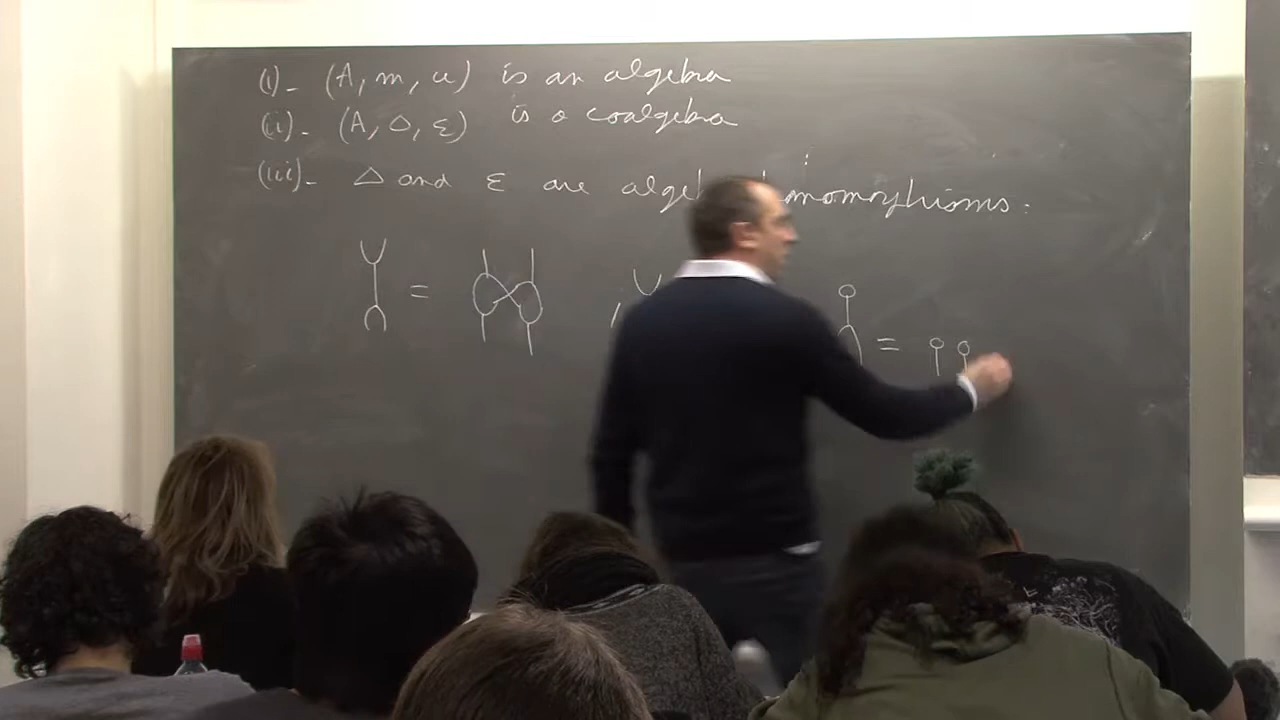 (i)- (A, m, u) is an algebra
(ii)- (A, Δ, ε) is a coalgebra
(iii)- Δ and ε are
=
=